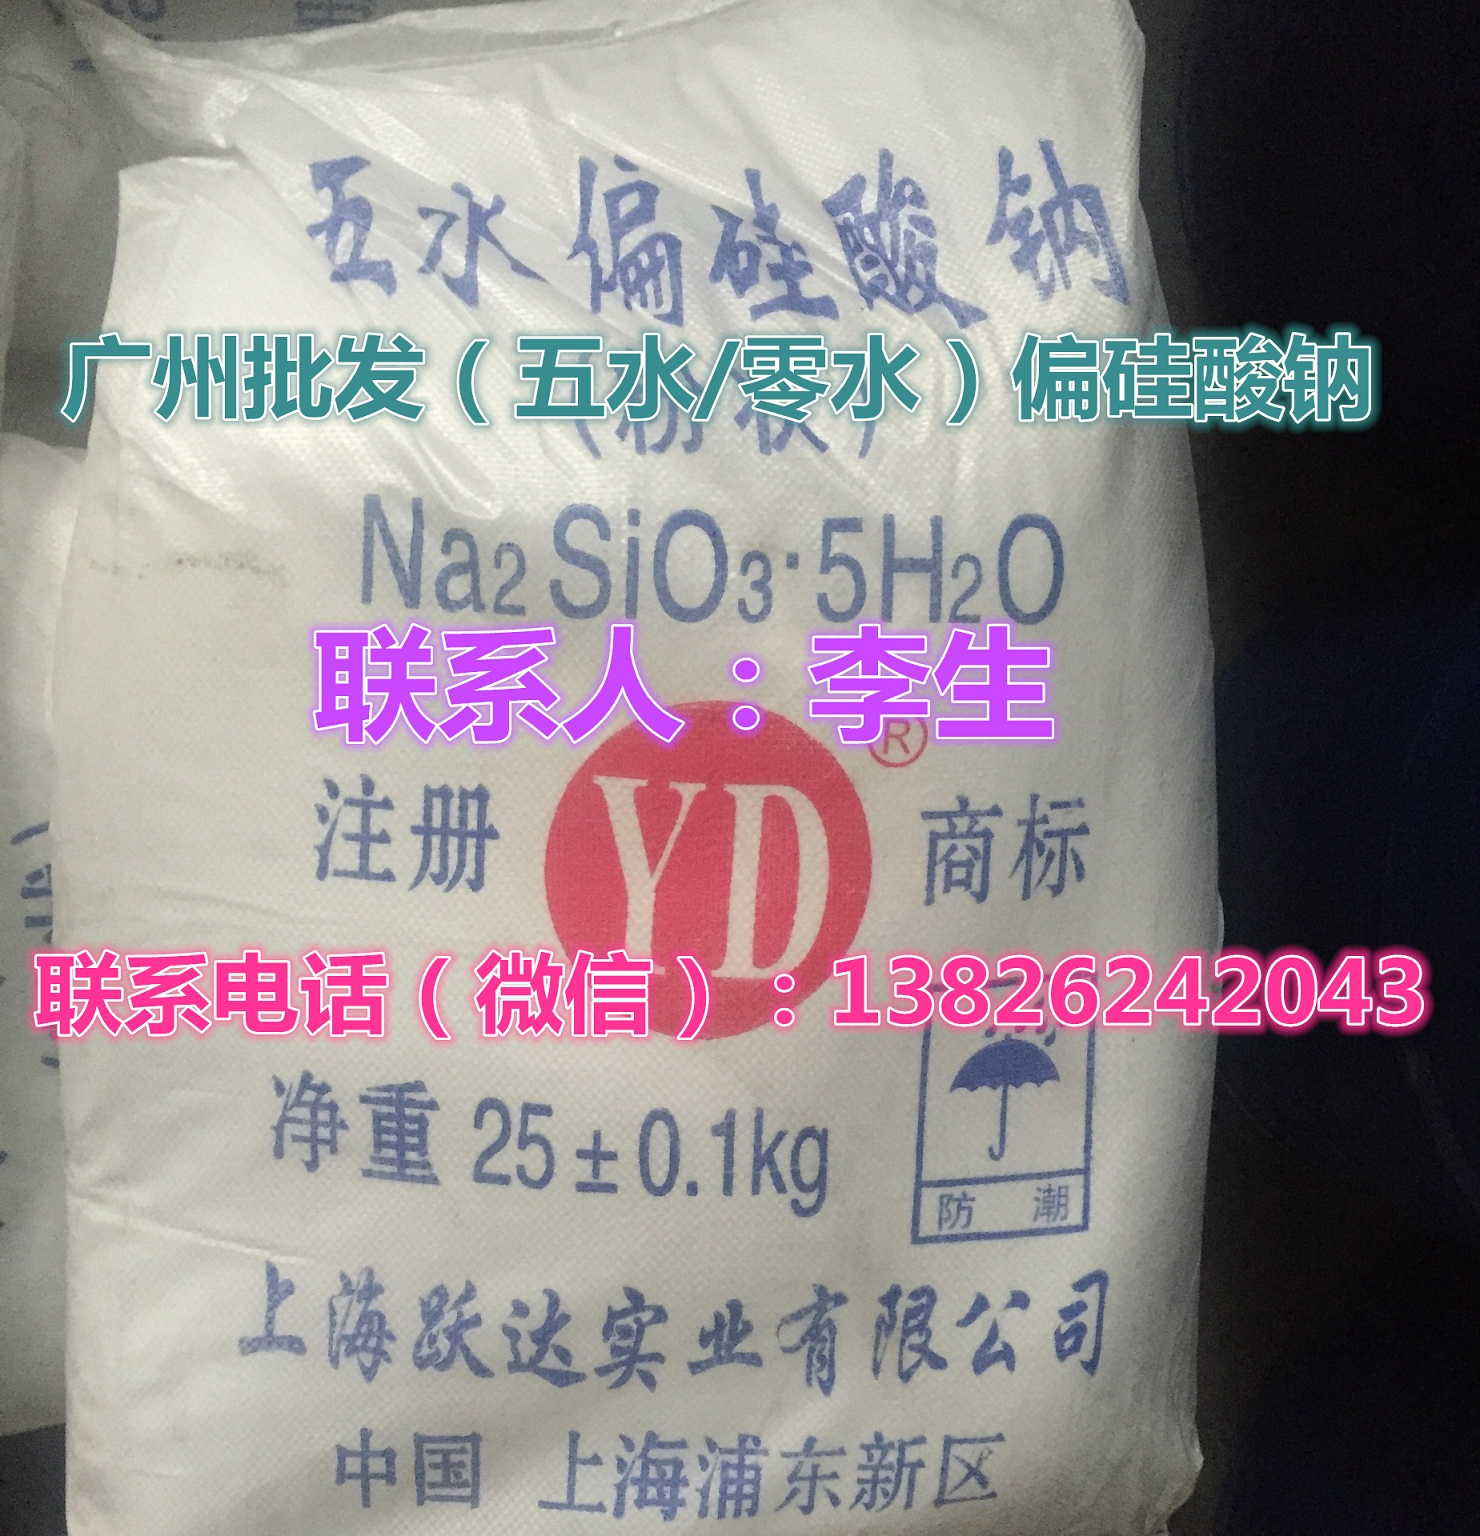 五水偏硅酸钠
广州批发（五水/零水）偏硅酸钠
（粉状）
Na2SiO3·5H2O
联系人：李生
®
注册 YD 商标
联系电话（微信）：13826242043
净重 25±0.1kg
防 潮
上海跃达实业有限公司
中国 上海浦东新区